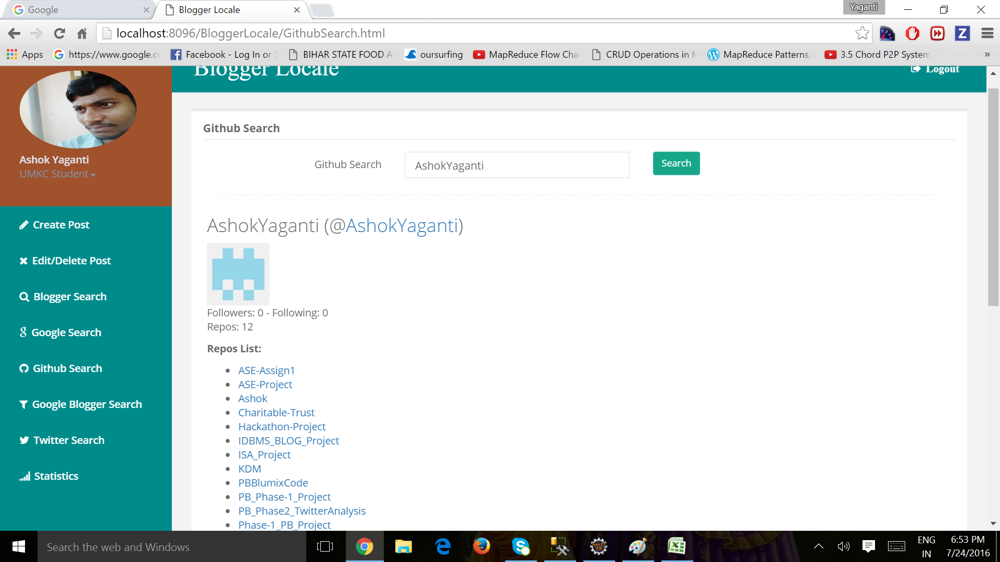 Google
Blogger Locale
Yaganti
localhost:8096/BloggerLocale/GithubSearch.html
Apps
https://www.google.c
Facebook - Log In or
BIHAR STATE FOOD A
oursurfing
MapReduce Flow Cha
CRUD Operations in
MapReduce Patterns,
3.5 Chord P2P System
»
Blogger Locale
Logout
Ashok Yaganti
UMKC Student
Create Post
Edit/Delete Post
Blogger Search
Google Search
Github Search
Google Blogger Search
Twitter Search
Statistics
Github Search
Github Search
AshokYaganti
Search
AshokYaganti (@AshokYaganti)
Followers: 0 - Following: 0
Repos: 12
Repos List:
ASE-Assign1
ASE-Project
Ashok
Charitable-Trust
Hackathon-Project
IDBMS_BLOG_Project
ISA_Project
KDM
PBBlumixCode
PB_Phase-1_Project
PB_Phase2_TwitterAnalysis
Phase-1_PB_Project
Search the web and Windows
Java EE
IDE
ENG
IN
6:53 PM
7/24/2016